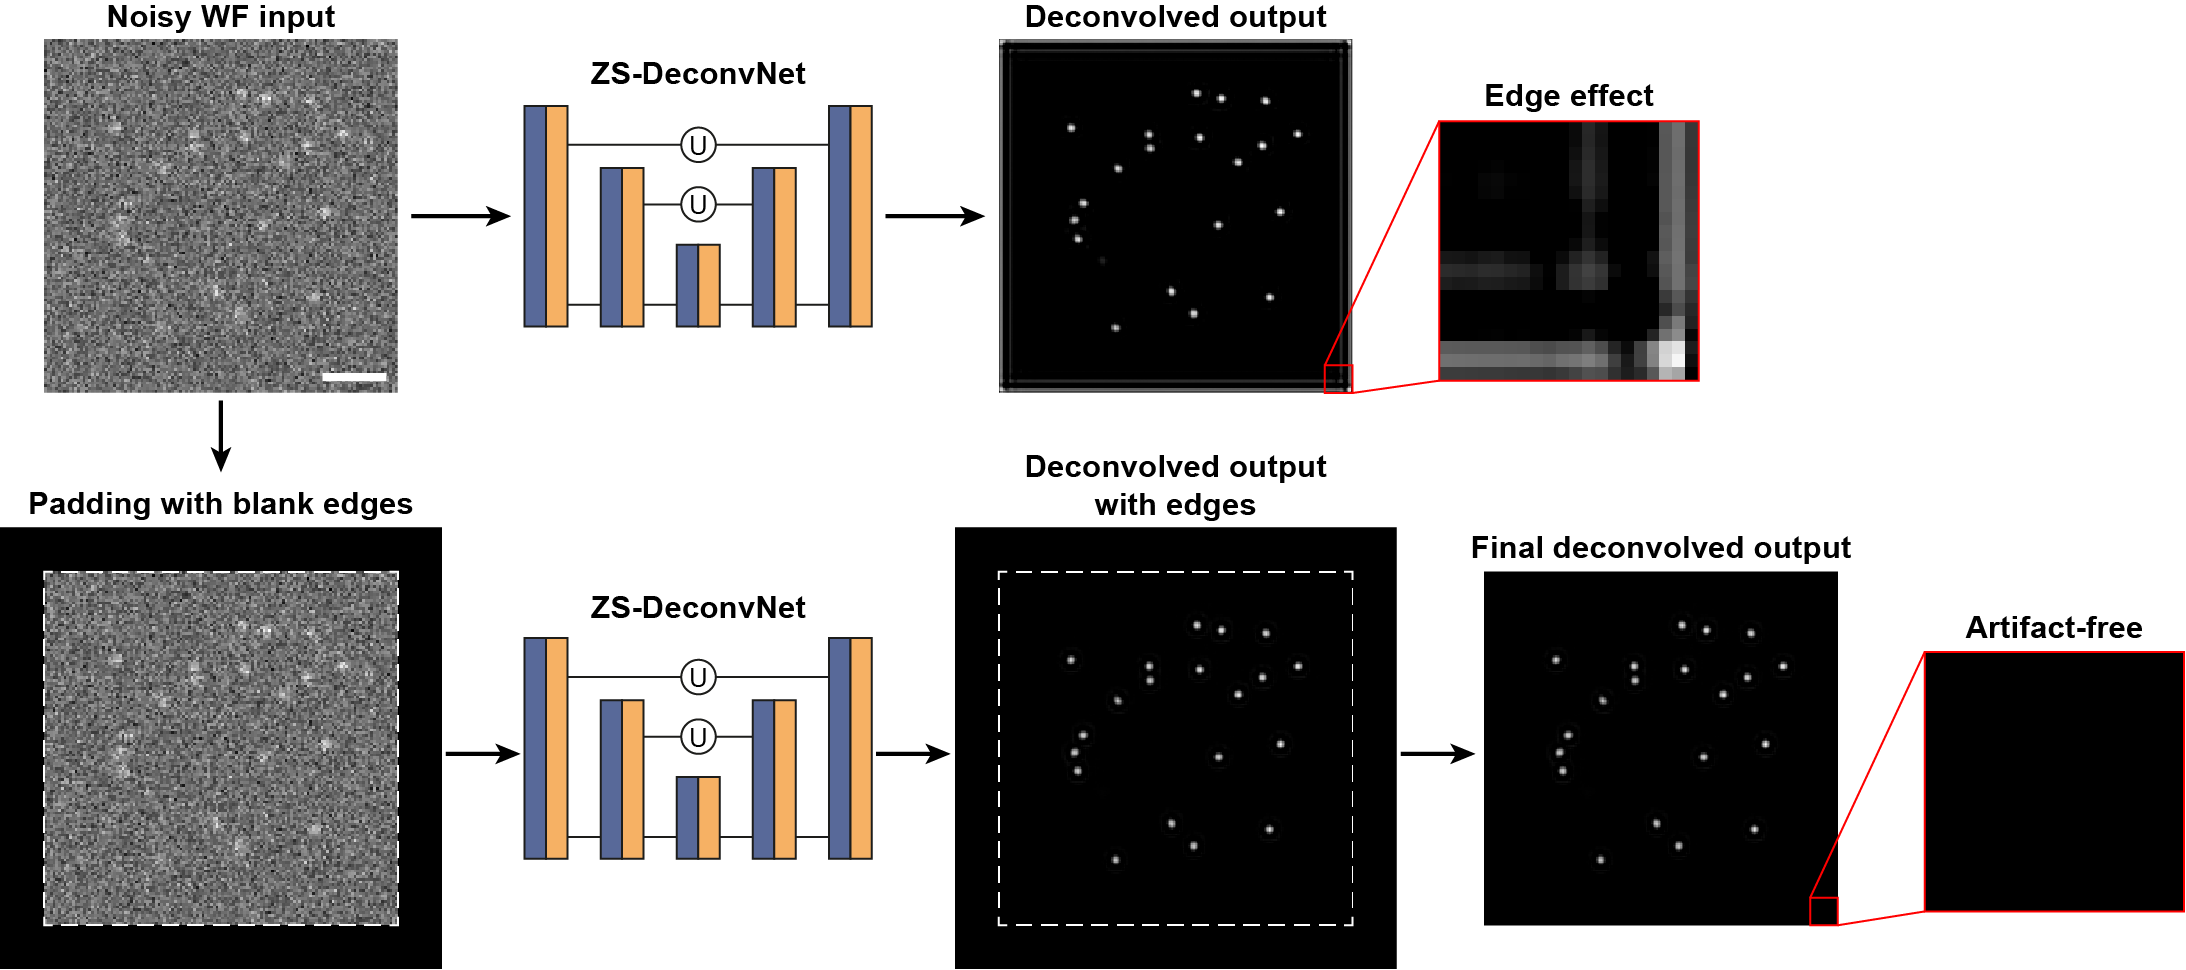 Noisy WF input
ZS-DeconvNet
U
U
Deconvolved output
Edge effect
Padding with blank edges
ZS-DeconvNet
U
U
Deconvolved output
with edges
Final deconvolved output
Artifact-free